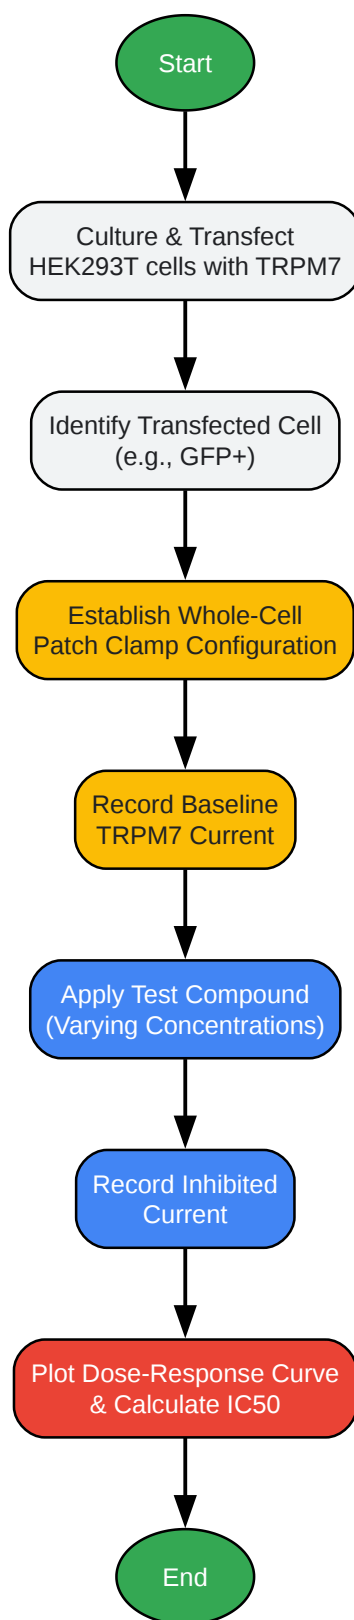 Start
Culture & Transfect
HEK293T cells with TRPM7
Identify Transfected Cell
(e.g., GFP+)
Establish Whole-Cell
Patch Clamp Configuration
Record Baseline
TRPM7 Current
Apply Test Compound
(Varying Concentrations)
Record Inhibited
Current
Plot Dose-Response Curve
& Calculate IC50
End